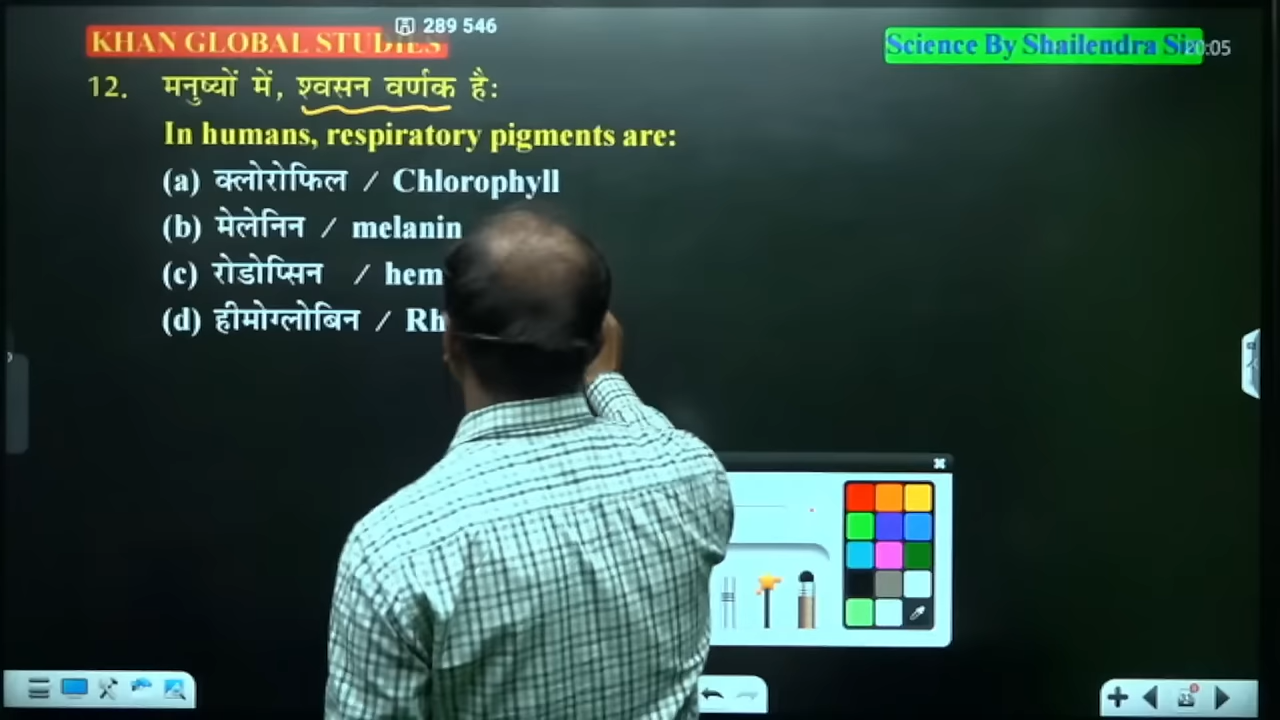 289 546
KHAN GLOBAL STUDIES
Science By Shailendra
20:05
12. मनुष्यों में, श्वसन वर्णक है:
In humans, respiratory pigments are:
(a) क्लोरोफिल / Chlorophyll
(b) मेलेनिन / melanin
(c) रोडोप्सिन / hem
(d) हीमोग्लोबिन / Rh